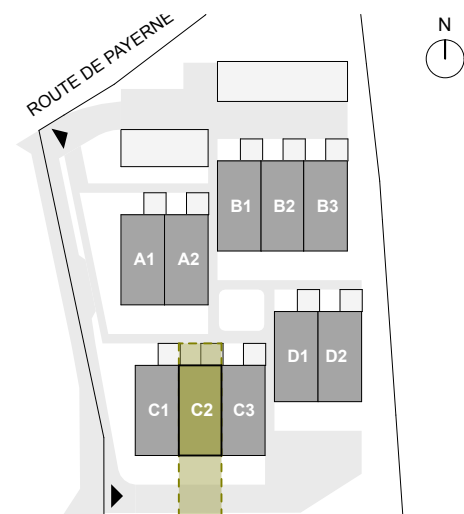 N
ROUTE DE PAYERNE
B1 B2 B3
A1 A2
D1 D2
C1 C2 C3